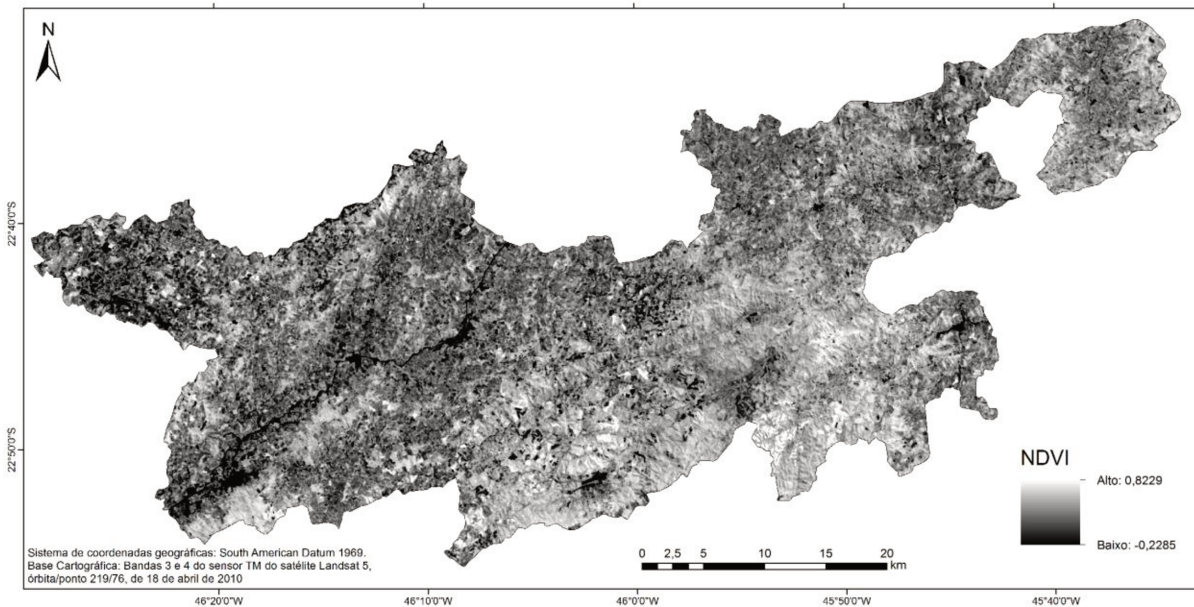 N
22°40'0"S
22°50'0"S
NDVI
Alto: 0,8229
Baixo: -0,2285
Sistema de coordenadas geográficas: South American Datum 1969.
Base Cartográfica: Bandas 3 e 4 do sensor TM do satélite Landsat 5,
órbita/ponto 219/76, de 18 de abril de 2010
0 2,5 5 10 15 20
km
46°20'0"W 46°10'0"W 46°0'0"W 45°50'0"W 45°40'0"W